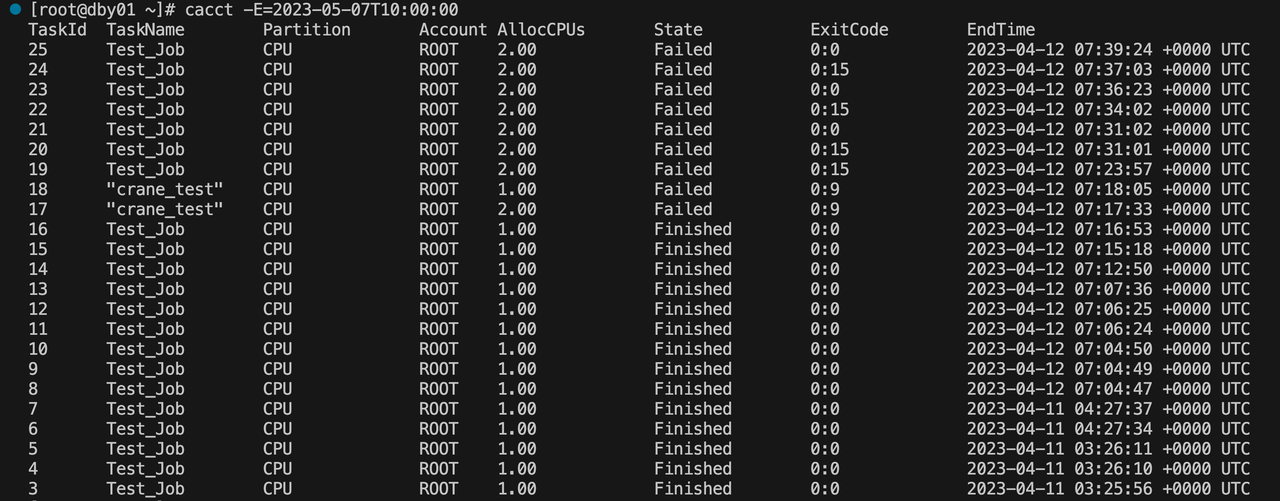 [root@dby01 ~]# cacct -E=2023-05-07T10:00:00
TaskId TaskName Partition Account AllocCPUs State ExitCode EndTime
25 Test_Job CPU ROOT 2.00 Failed 0:0 2023-04-12 07:39:24 +0000 UTC
24 Test_Job CPU ROOT 2.00 Failed 0:15 2023-04-12 07:37:03 +0000 UTC
23 Test_Job CPU ROOT 2.00 Failed 0:0 2023-04-12 07:36:23 +0000 UTC
22 Test_Job CPU ROOT 2.00 Failed 0:15 2023-04-12 07:34:02 +0000 UTC
21 Test_Job CPU ROOT 2.00 Failed 0:0 2023-04-12 07:31:02 +0000 UTC
20 Test_Job CPU ROOT 2.00 Failed 0:15 2023-04-12 07:31:01 +0000 UTC
19 Test_Job CPU ROOT 2.00 Failed 0:15 2023-04-12 07:23:57 +0000 UTC
18 "crane_test" CPU ROOT 1.00 Failed 0:9 2023-04-12 07:18:05 +0000 UTC
17 "crane_test" CPU ROOT 2.00 Failed 0:9 2023-04-12 07:17:33 +0000 UTC
16 Test_Job CPU ROOT 1.00 Finished 0:0 2023-04-12 07:16:53 +0000 UTC
15 Test_Job CPU ROOT 1.00 Finished 0:0 2023-04-12 07:15:18 +0000 UTC
14 Test_Job CPU ROOT 1.00 Finished 0:0 2023-04-12 07:12:50 +0000 UTC
13 Test_Job CPU ROOT 1.00 Finished 0:0 2023-04-12 07:07:36 +0000 UTC
12 Test_Job CPU ROOT 1.00 Finished 0:0 2023-04-12 07:06:25 +0000 UTC
11 Test_Job CPU ROOT 1.00 Finished 0:0 2023-04-12 07:06:24 +0000 UTC
10 Test_Job CPU ROOT 1.00 Finished 0:0 2023-04-12 07:04:50 +0000 UTC
9 Test_Job CPU ROOT 1.00 Finished 0:0 2023-04-12 07:04:49 +0000 UTC
8 Test_Job CPU ROOT 1.00 Finished 0:0 2023-04-12 07:04:47 +0000 UTC
7 Test_Job CPU ROOT 1.00 Finished 0:0 2023-04-11 04:27:37 +0000 UTC
6 Test_Job CPU ROOT 1.00 Finished 0:0 2023-04-11 04:27:34 +0000 UTC
5 Test_Job CPU ROOT 1.00 Finished 0:0 2023-04-11 03:26:11 +0000 UTC
4 Test_Job CPU ROOT 1.00 Finished 0:0 2023-04-11 03:26:10 +0000 UTC
3 Test_Job CPU ROOT 1.00 Finished 0:0 2023-04-11 03:25:56 +0000 UTC